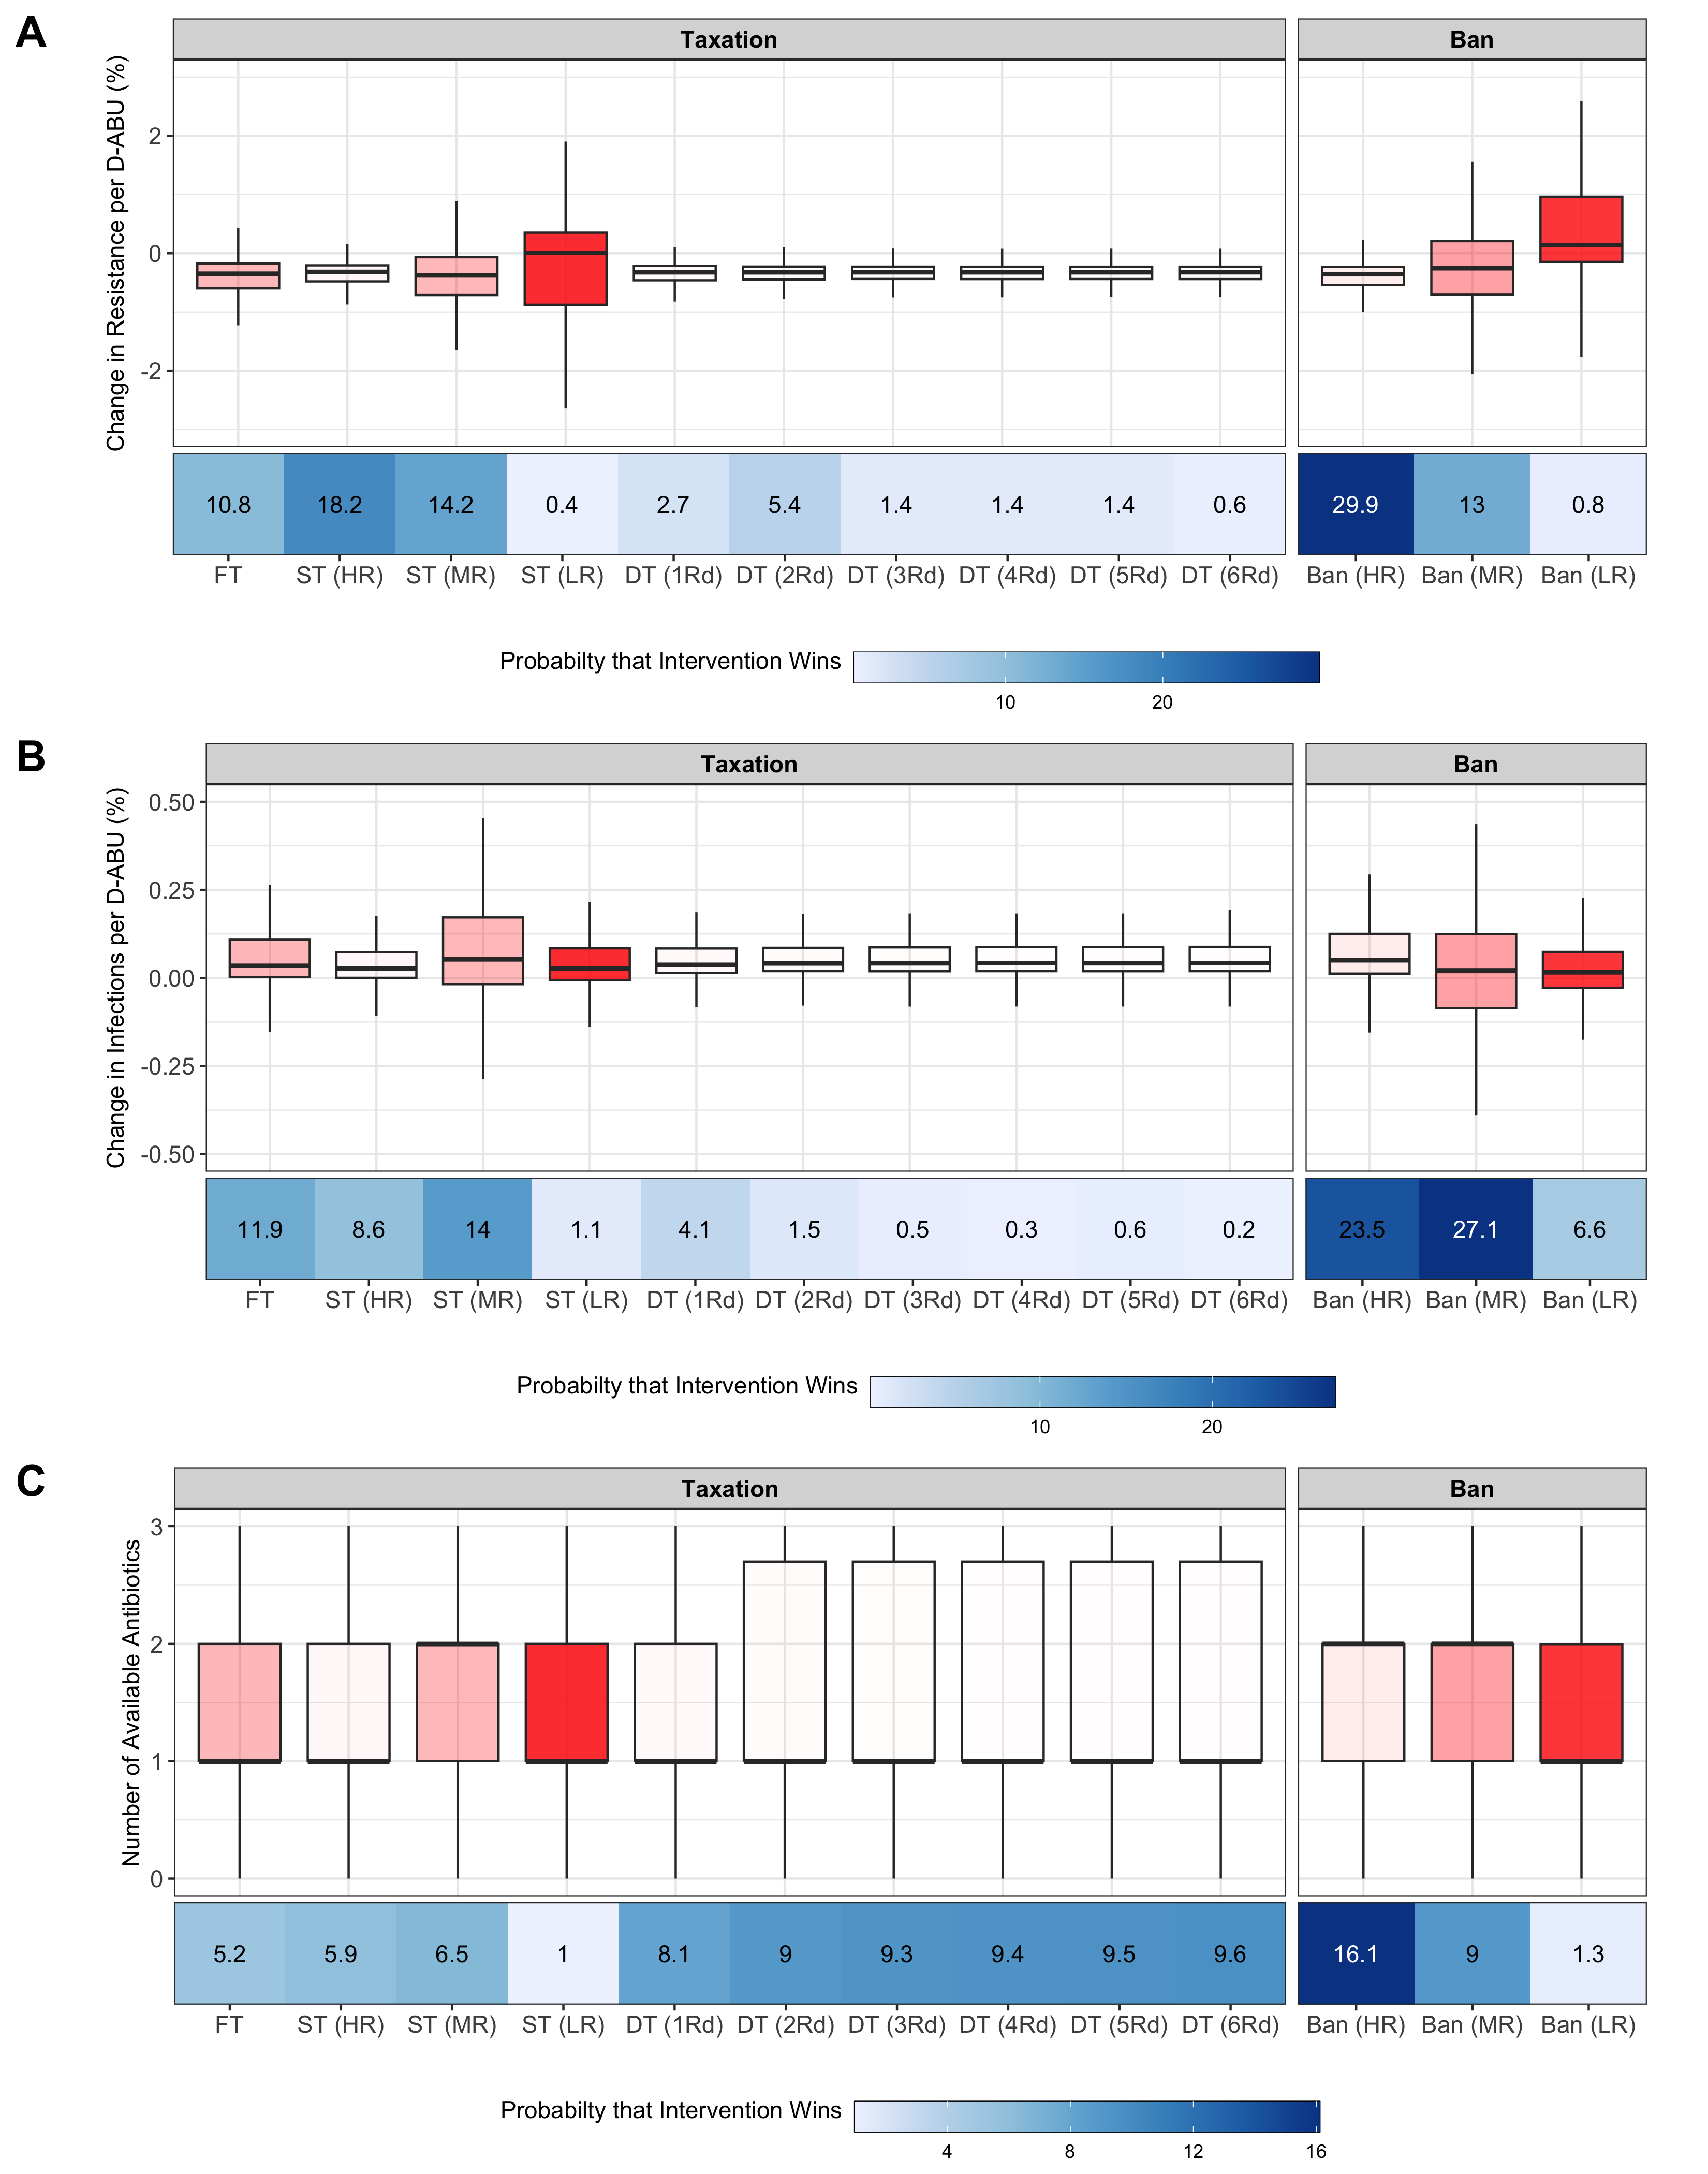 A
Taxation
Ban
Change in Resistance per D-ABU (%)
2
0
-2
10.8 18.2 14.2 0.4 2.7 5.4 1.4 1.4 1.4 0.6 29.9 13 0.8
FT ST (HR) ST (MR) ST (LR) DT (1Rd) DT (2Rd) DT (3Rd) DT (4Rd) DT (5Rd) DT (6Rd) Ban (HR) Ban (MR) Ban (LR)
Probabilty that Intervention Wins
10 20
B
Taxation
Ban
Change in Infections per D-ABU (%)
0.50
0.25
0.00
-0.25
-0.50
11.9 8.6 14 1.1 4.1 1.5 0.5 0.3 0.6 0.2 23.5 27.1 6.6
FT ST (HR) ST (MR) ST (LR) DT (1Rd) DT (2Rd) DT (3Rd) DT (4Rd) DT (5Rd) DT (6Rd) Ban (HR) Ban (MR) Ban (LR)
Probabilty that Intervention Wins
10 20
C
Taxation
Ban
Number of Available Antibiotics
3
2
1
0
5.2 5.9 6.5 1 8.1 9 9.3 9.4 9.5 9.6 16.1 9 1.3
FT ST (HR) ST (MR) ST (LR) DT (1Rd) DT (2Rd) DT (3Rd) DT (4Rd) DT (5Rd) DT (6Rd) Ban (HR) Ban (MR) Ban (LR)
Probabilty that Intervention Wins
4 8 12 16